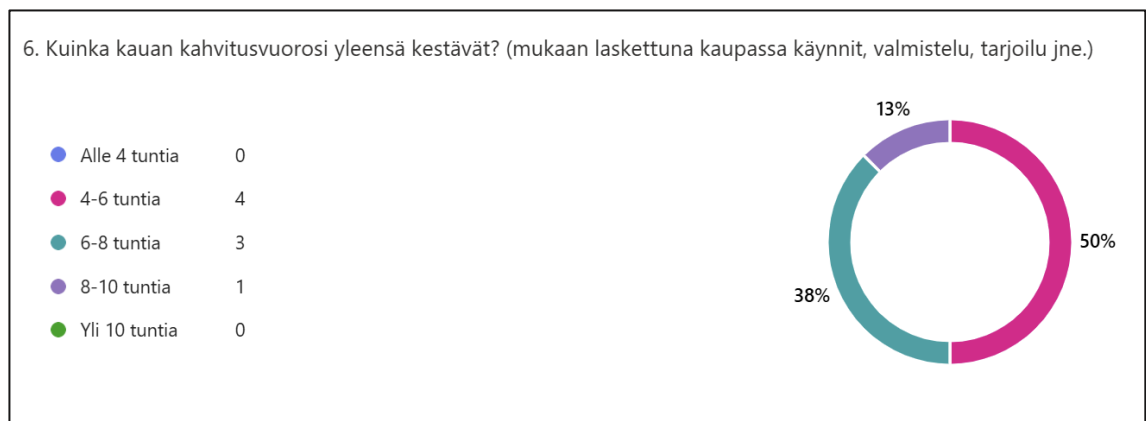 6. Kuinka kauan kahvitusvuorosi yleensä kestävät? (mukaan laskettuna kaupassa käynnit, valmistelu, tarjoilu jne.)
Alle 4 tuntia 0
4-6 tuntia 4
6-8 tuntia 3
8-10 tuntia 1
Yli 10 tuntia 0
13%
50%
38%